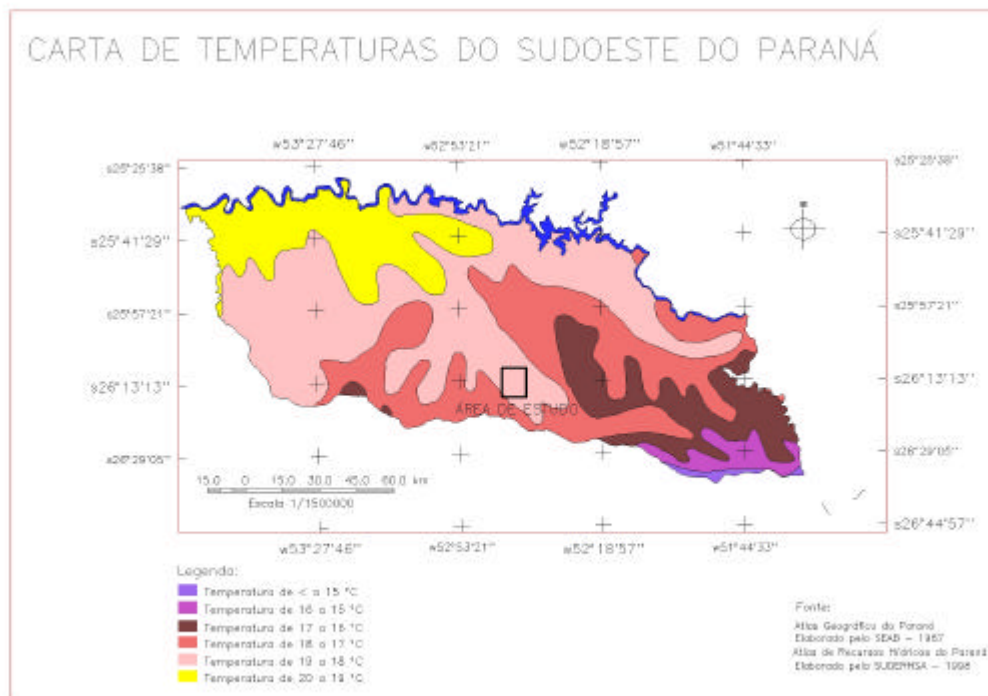 CARTA DE TEMPERATURAS DO SUDOESTE DO PARANÁ
w53°27'46" w52°53'21 w52°18'57" w51°44'33"
s25°25'38 s25°25'38"
s25°41'29 s25°41'29"
s25°57'21 s25°57'21"
s26°13'13" s26°13'13"
ÁREA DE ESTUDO
s26°29'05 s26°29'05"
15.0 0 15.0 30.0 45.0 60.0 km
Escala 1/1500000
s26°44'57"
w53°27'46" w52°53'21" w52°18'57" w51°44'33"
Legenda:
Temperatura de < a 15 °C
Temperatura de 16 a 15 °C
Temperatura de 17 a 16 °C
Temperatura de 18 a 17 °C
Temperatura de 19 a 18 °C
Temperatura de 20 a 19 °C
Fonte:
Atlas Geográfico do Paraná
Elaborado pelo SEAB - 1987
Atlas de Recursos Hídricos do Paraná
Elaborado pelo - 1998